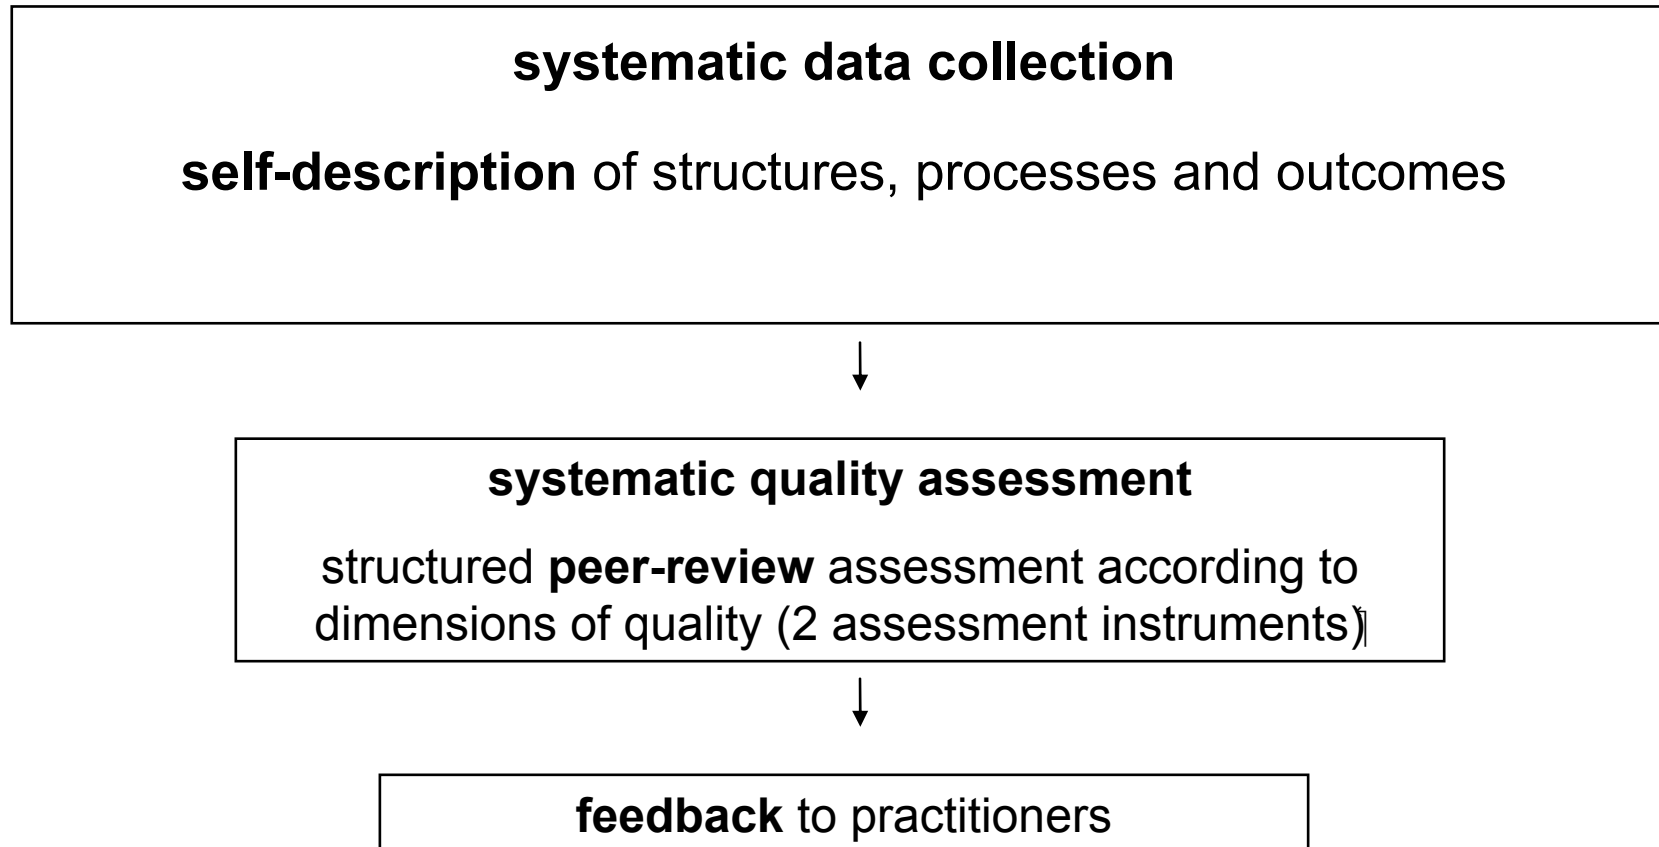 systematic data collection
self-description of structures, processes and outcomes
systematic quality assessment
structured peer-review assessment according to
dimensions of quality (2 assessment instruments)
feedback to practitioners